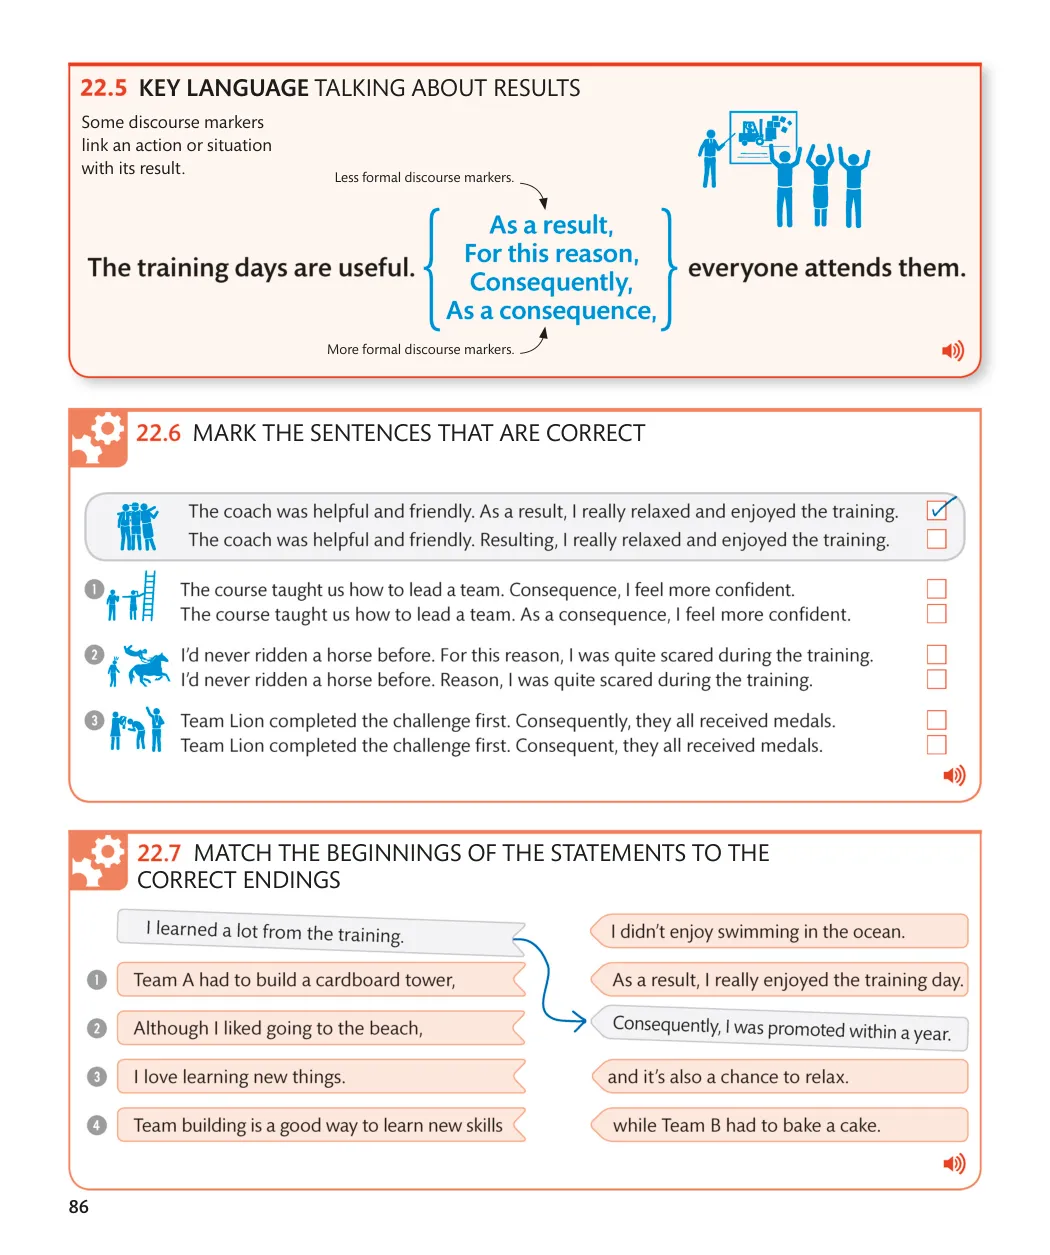 22.5 KEY LANGUAGE TALKING ABOUT RESULTS
Some discourse markers
link an action or situation
with its result.
Less formal discourse markers.
The training days are useful.
As a result,
For this reason,
Consequently,
As a consequence,
everyone attends them.
More formal discourse markers.
22.6 MARK THE SENTENCES THAT ARE CORRECT
The coach was helpful and friendly. As a result, I really relaxed and enjoyed the training.
The coach was helpful and friendly. Resulting, I really relaxed and enjoyed the training.
1 The course taught us how to lead a team. Consequence, I feel more confident.
The course taught us how to lead a team. As a consequence, I feel more confident.
2 I’d never ridden a horse before. For this reason, I was quite scared during the training.
I’d never ridden a horse before. Reason, I was quite scared during the training.
3 Team Lion completed the challenge first. Consequently, they all received medals.
Team Lion completed the challenge first. Consequent, they all received medals.
22.7 MATCH THE BEGINNINGS OF THE STATEMENTS TO THE
CORRECT ENDINGS
I learned a lot from the training.
I didn’t enjoy swimming in the ocean.
1 Team A had to build a cardboard tower,
As a result, I really enjoyed the training day.
2 Although I liked going to the beach,
Consequently, I was promoted within a year.
3 I love learning new things.
and it’s also a chance to relax.
4 Team building is a good way to learn new skills
while Team B had to bake a cake.
86